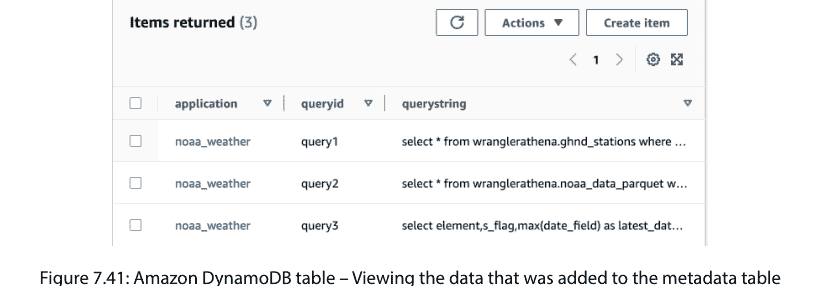 Items returned (3)
Actions
Create item
1
application queryid querystring
noaa_weather query1 select * from wranglerathena.ghnd_stations where ...
noaa_weather query2 select * from wranglerathena.noaa_data_parquet w...
noaa_weather query3 select element,s_flag,max(date_field) as latest_dat...
Figure 7.41: Amazon DynamoDB table – Viewing the data that was added to the metadata table